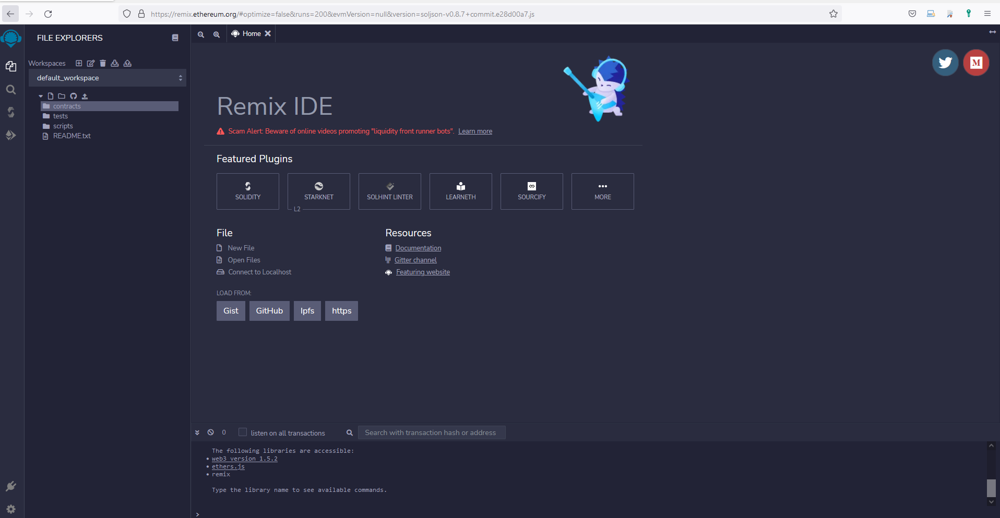 https://remix.ethereum.org/#optimize=false&runs=200&evmVersion=null&version=soljson-v0.8.7+commit.e28d00a7.js
FILE EXPLORERS
Workspaces
default_workspace
contracts
tests
scripts
README.txt
Home
Remix IDE
Scam Alert: Beware of online videos promoting "liquidity front runner bots". Learn more
Featured Plugins
SOLIDITY
STARKNET
L2
SOLHINT LINTER
LEARNETH
SOURCIFY
MORE
File
New File
Open Files
Connect to Localhost
Resources
Documentation
Gitter channel
Featuring website
LOAD FROM:
Gist GitHub Ipfs https
M
0 listen on all transactions Search with transaction hash or address
The following libraries are accessible:
• web3 version 1.5.2
• ethers.js
• remix
Type the library name to see available commands.
>